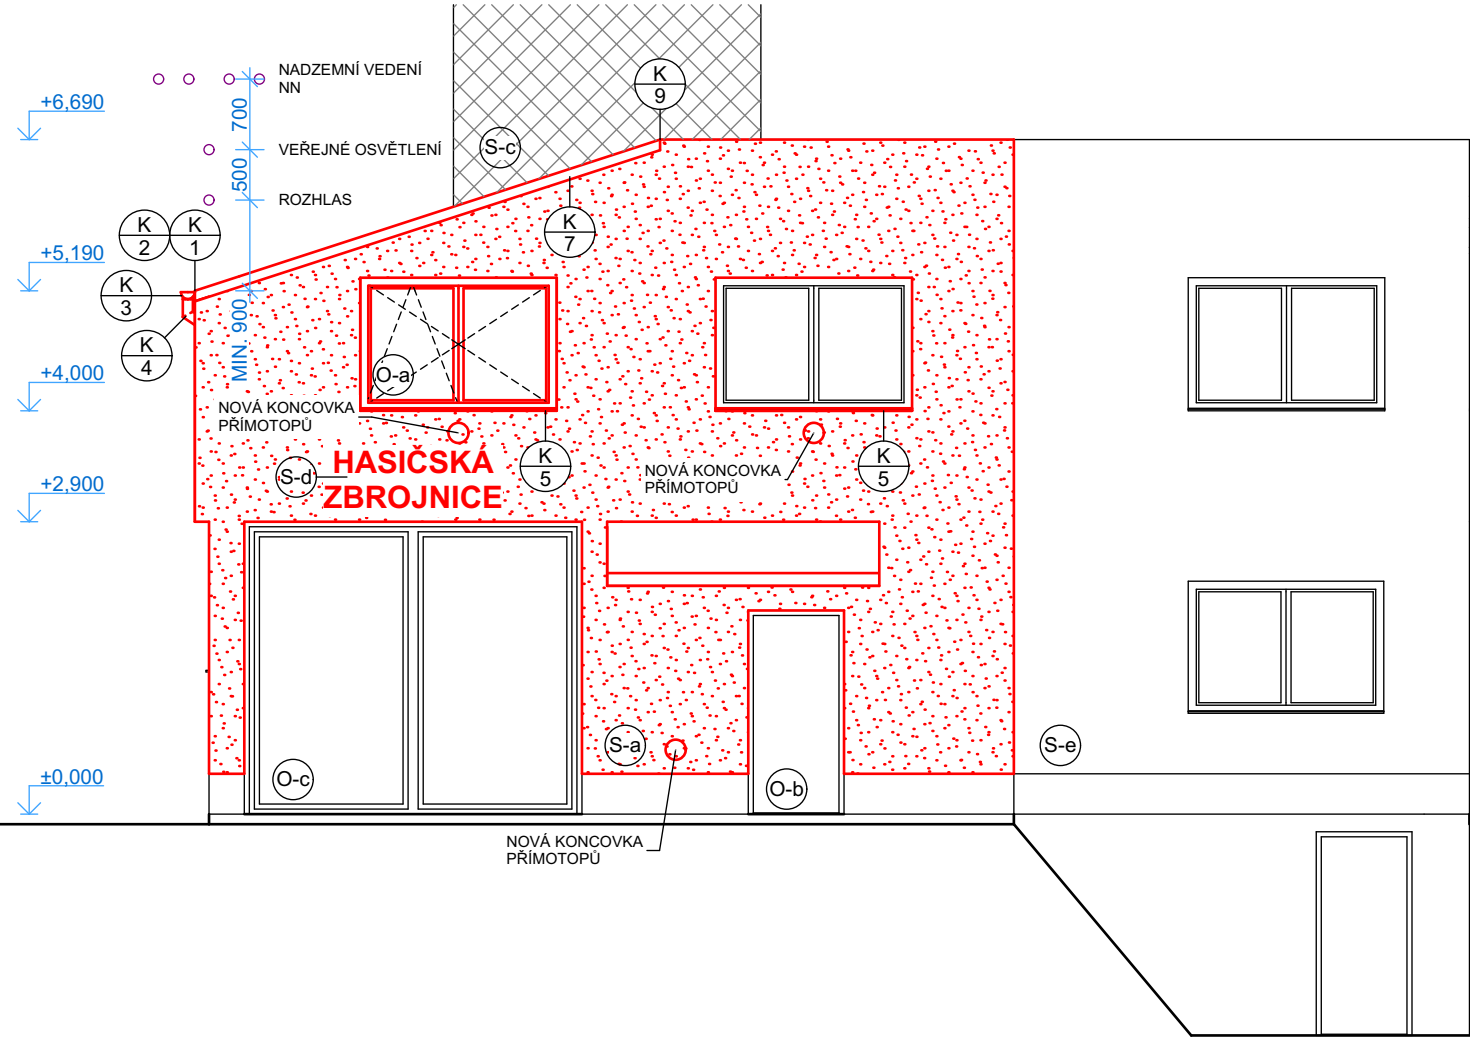 NADZEMNÍ VEDENÍ
NN
+6,690
700
K
9
VEŘEJNÉ OSVĚTLENÍ
S-c
500
ROZHLAS
K
2
K
1
K
7
+5,190
K
3
MIN. 900
K
4
+4,000
O-a
NOVÁ KONCOVKA
PŘÍMOTOPŮ
HASIČSKÁ
ZBROJNICE
S-d
K
5
NOVÁ KONCOVKA
PŘÍMOTOPŮ
K
5
+2,900
S-a
S-e
±0,000
O-c
O-b
NOVÁ KONCOVKA
PŘÍMOTOPŮ